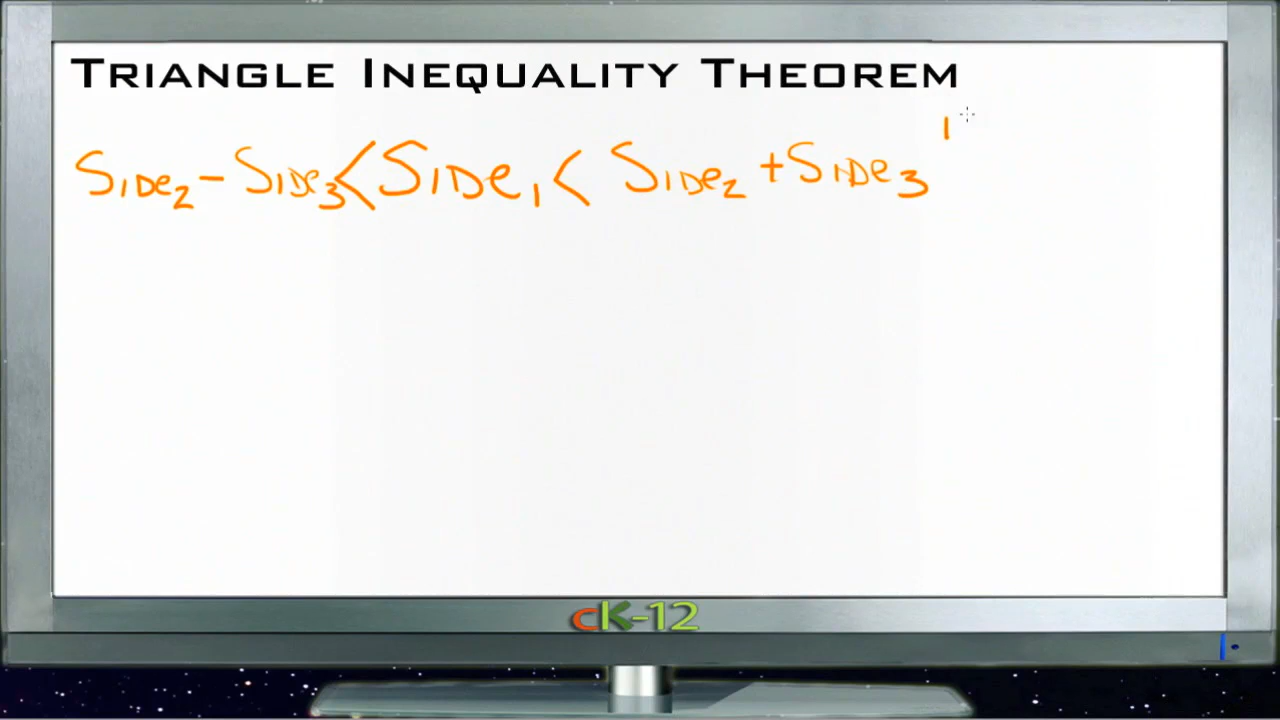 TRIANGLE INEQUALITY THEOREM
SIDe₂ - SIDe₃ < SIDe₁ < SIDe₂ + SIDe₃
cK-12